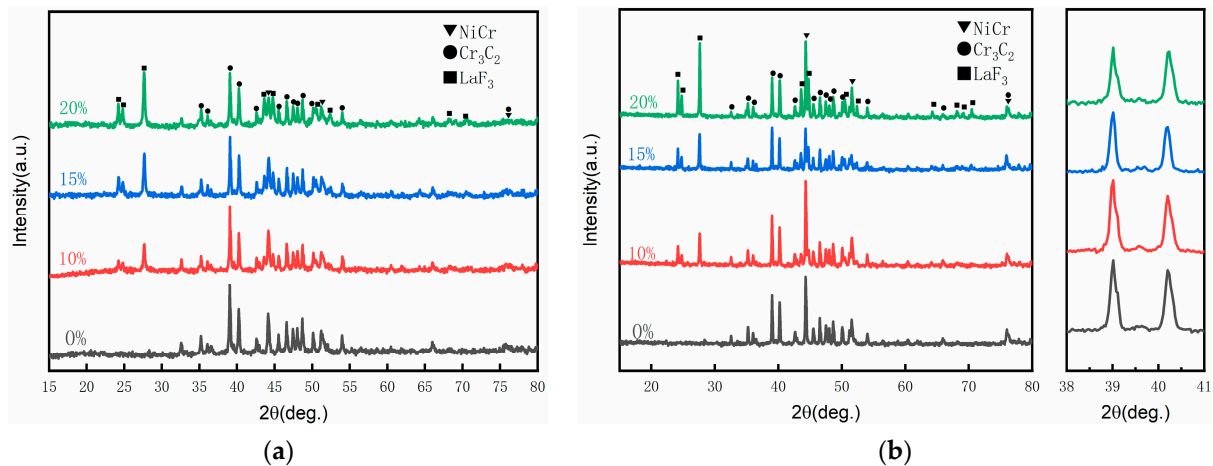 NiCr
Cr₃C₂
LaF₃
20%
15%
10%
0%
Intensity(a.u.)
15 20 25 30 35 40 45 50 55 60 65 70 75 80
2θ(deg.)
(a)
NiCr
Cr₃C₂
LaF₃
20%
15%
10%
0%
Intensity(a.u.)
20 30 40 50 60 70 80
2θ(deg.)
38 39 40 41
2θ(deg.)
(b)